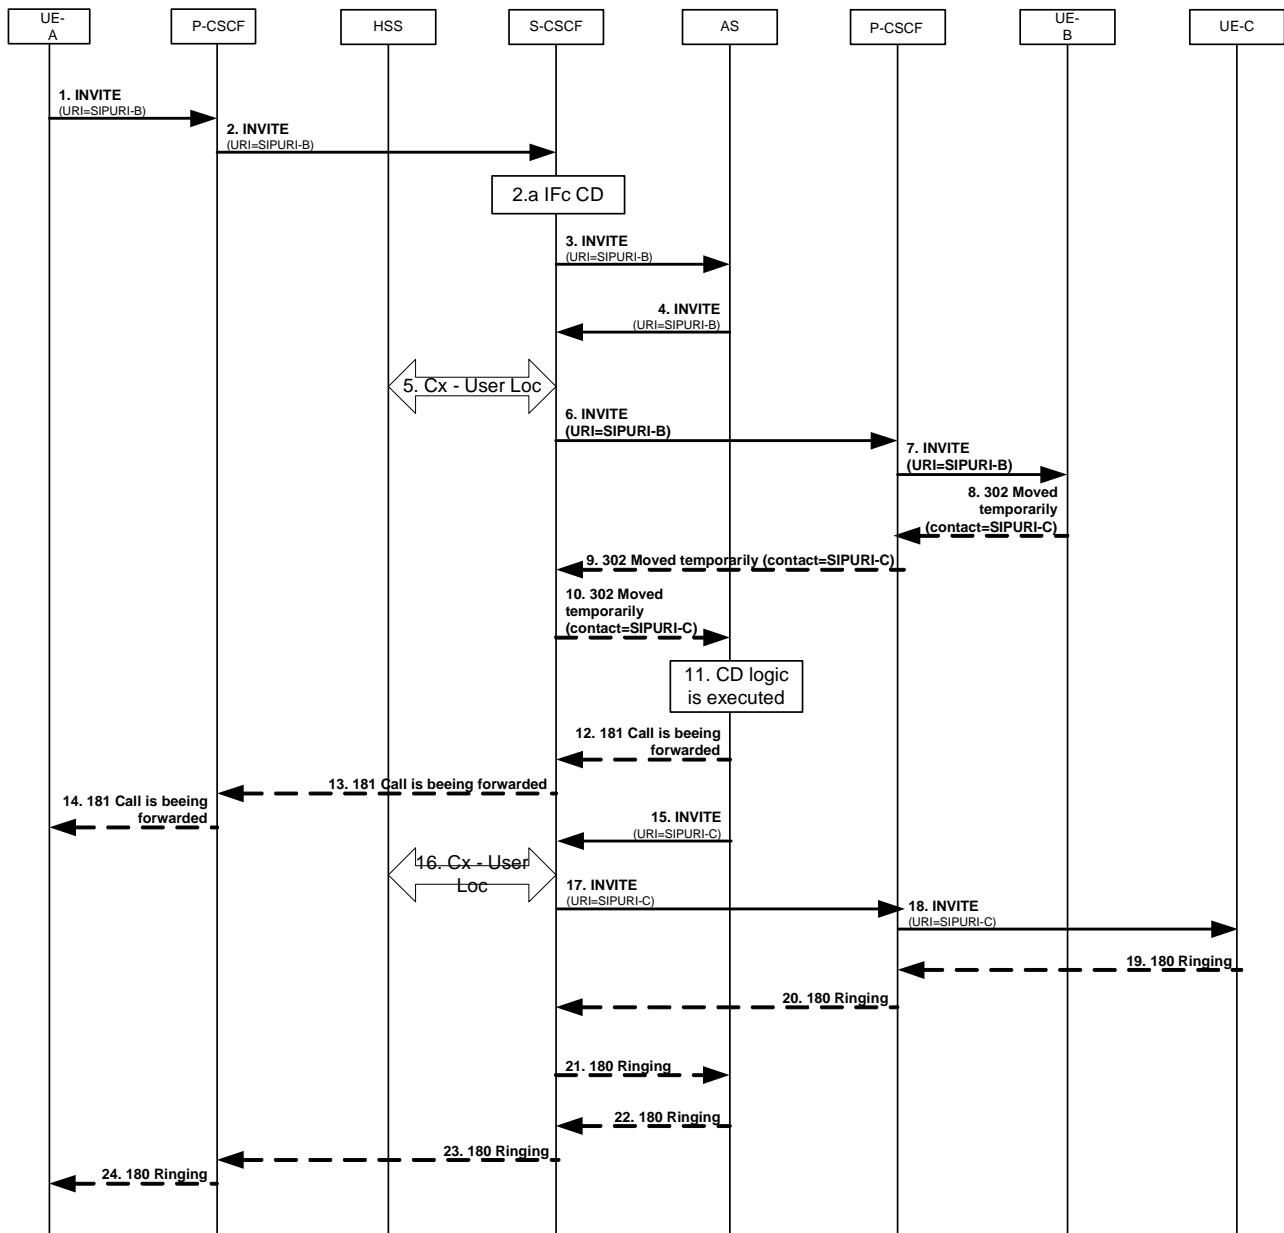 UE-
A
P-CSCF
HSS
S-CSCF
AS
P-CSCF
UE-
B
UE-C
1. INVITE
(URI=SIPURI-B)
2. INVITE
(URI=SIPURI-B)
2.a IFc CD
3. INVITE
(URI=SIPURI-B)
4. INVITE
(URI=SIPURI-B)
5. Cx - User Loc
6. INVITE
(URI=SIPURI-B)
7. INVITE
(URI=SIPURI-B)
8. 302 Moved
temporarily
(contact=SIPURI-C)
9. 302 Moved temporarily (contact=SIPURI-C)
10. 302 Moved
temporarily
(contact=SIPURI-C)
11. CD logic
is executed
12. 181 Call is beeing
forwarded
13. 181 Call is beeing forwarded
14. 181 Call is beeing
forwarded
15. INVITE
(URI=SIPURI-C)
16. Cx - User
Loc
17. INVITE
(URI=SIPURI-C)
18. INVITE
(URI=SIPURI-C)
19. 180 Ringing
20. 180 Ringing
21. 180 Ringing
22. 180 Ringing
23. 180 Ringing
24. 180 Ringing